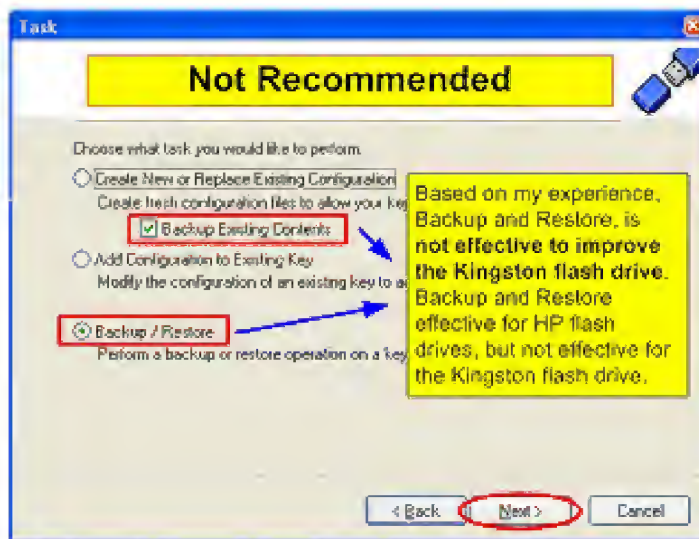 Task
Not Recommended
Choose what task you would like to perform.
Create New or Replace Existing Configuration
Create fresh configuration files to allow your key
Backup Existing Contents
Add Configuration to Existing Key
Modify the configuration of an existing key to a
Backup / Restore
Perform a backup or restore operation on a key
Based on my experience,
Backup and Restore, is
not effective to improve
the Kingston flash drive.
Backup and Restore
effective for HP flash
drives, but not effective for
the Kingston flash drive.
< Back
Next >
Cancel